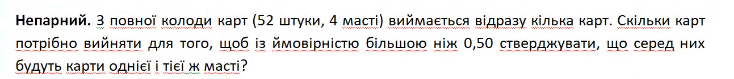 Непарний. З повної колоди карт (52 штуки, 4 масті) виймається відразу кілька карт. Скільки карт
потрібно вийняти для того, щоб із ймовірністю більшою ніж 0,50 стверджувати, що серед них
будуть карти однієї і тієї ж масті?